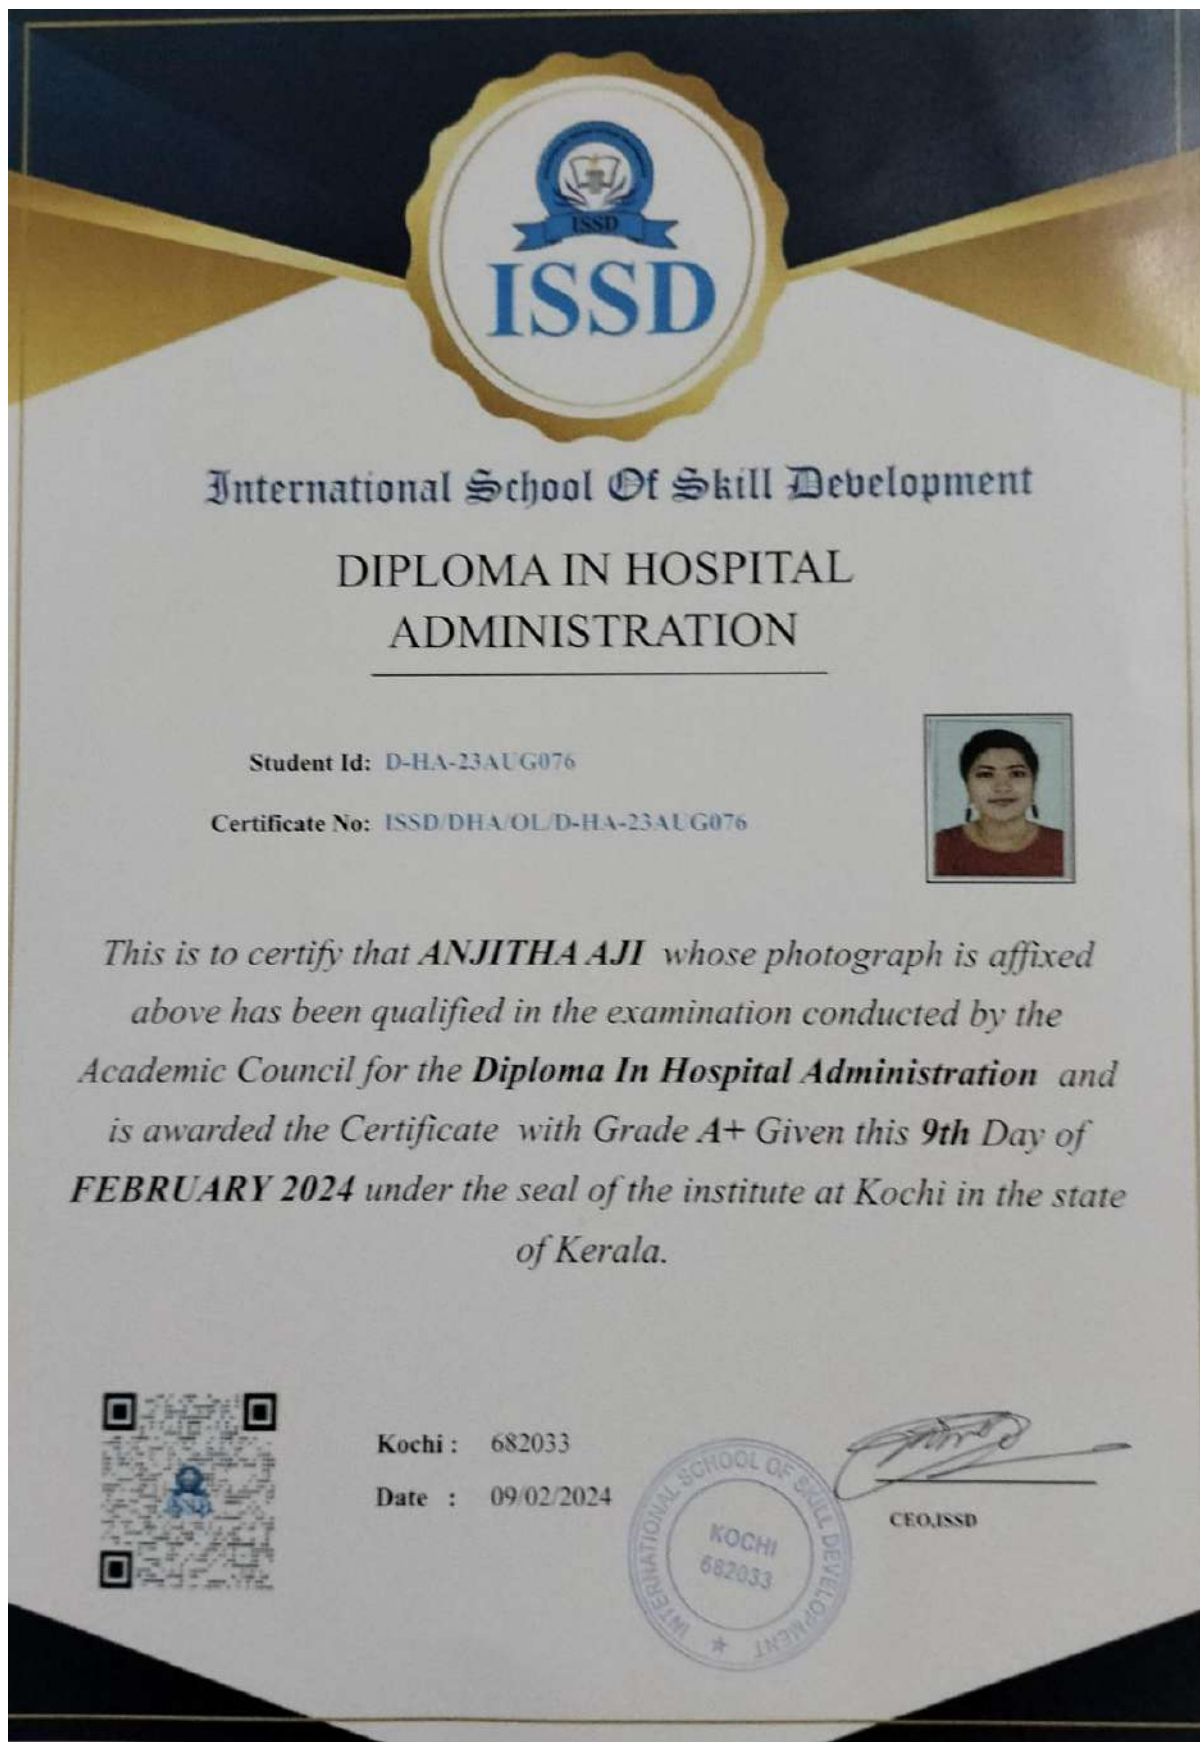 ISSD
ISSD
International School Of Skill Development
DIPLOMA IN HOSPITAL
ADMINISTRATION
Student Id: D-HA-23AUG076
Certificate No: ISSD/DHA/OL/D-HA-23AUG076
This is to certify that ANJITHA AJI whose photograph is affixed
above has been qualified in the examination conducted by the
Academic Council for the Diploma In Hospital Administration and
is awarded the Certificate with Grade A+ Given this 9th Day of
FEBRUARY 2024 under the seal of the institute at Kochi in the state
of Kerala.
Kochi : 682033
Date : 09/02/2024
INTERNATIONAL SCHOOL OF SKILL DEVELOPMENT
KOCHI
682033
CEO,ISSD